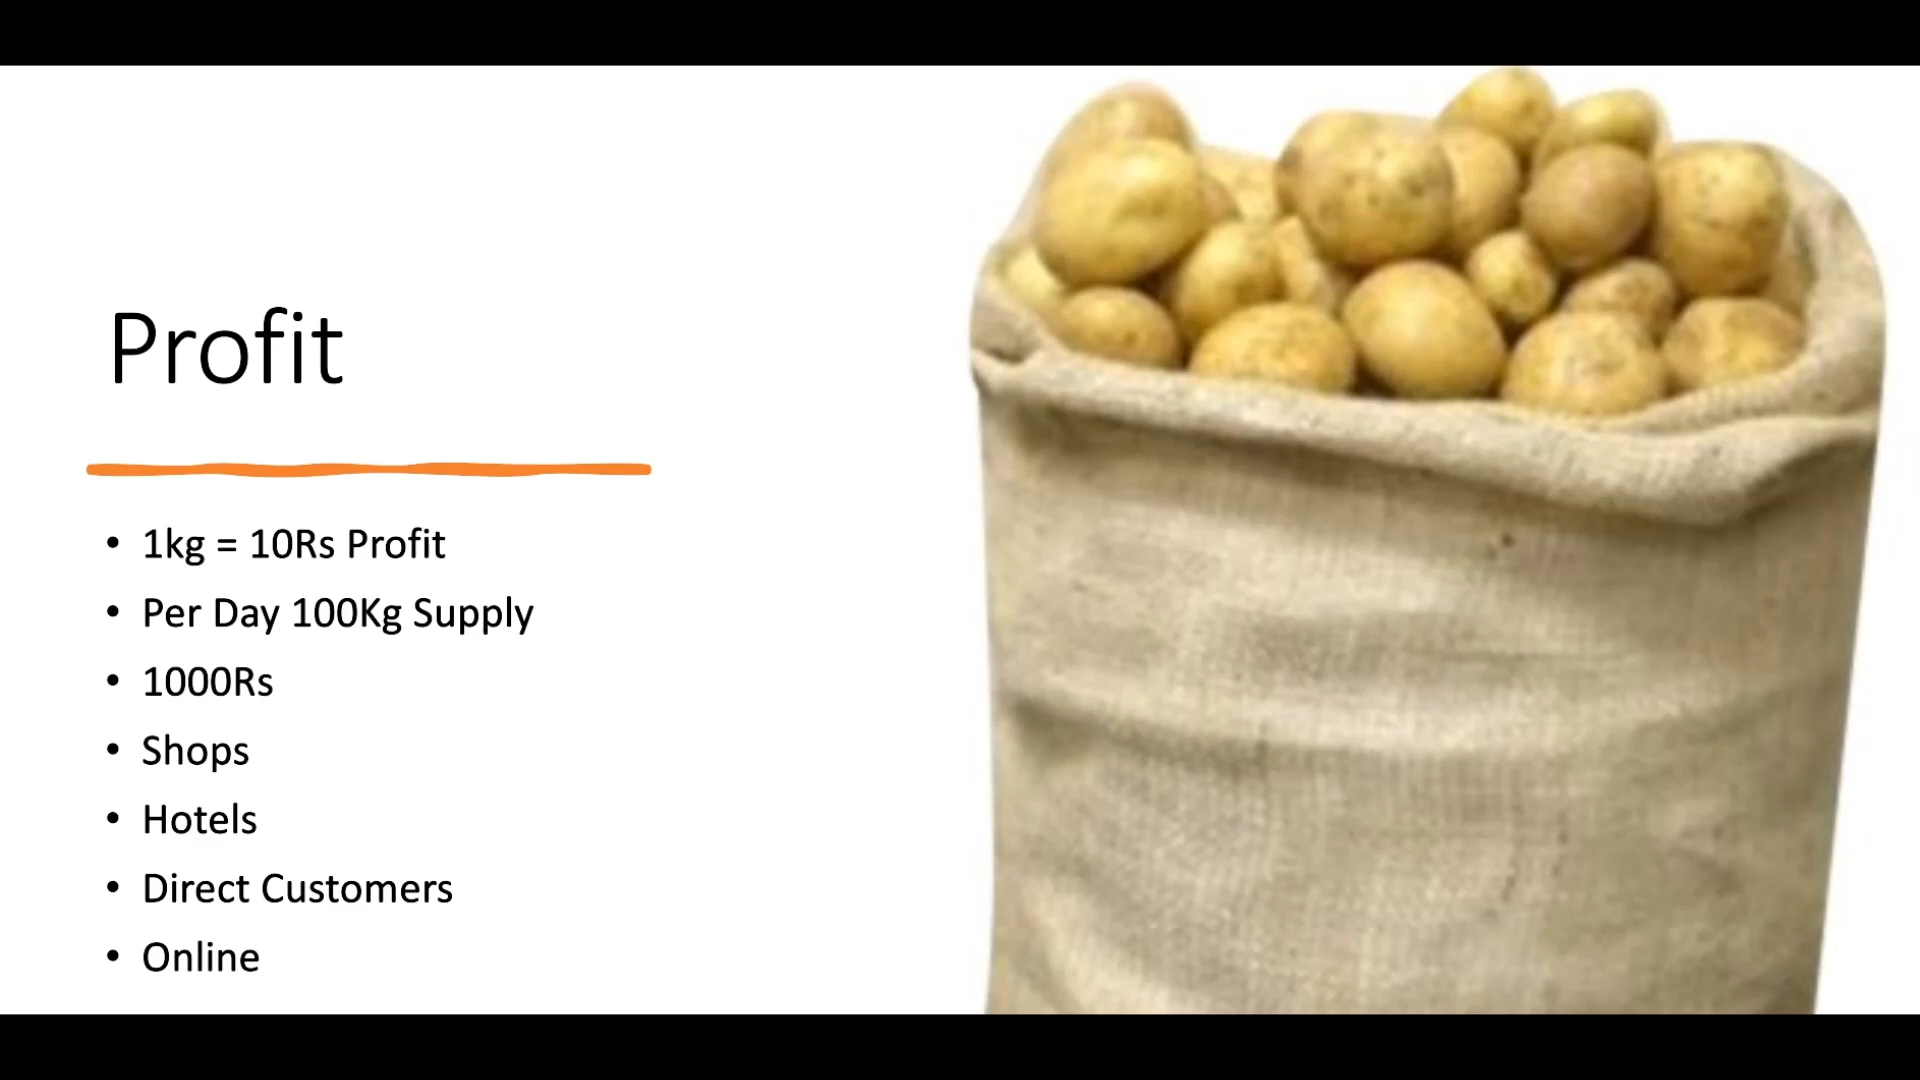 Profit
• 1kg = 10Rs Profit
• Per Day 100Kg Supply
• 1000Rs
• Shops
• Hotels
• Direct Customers
• Online